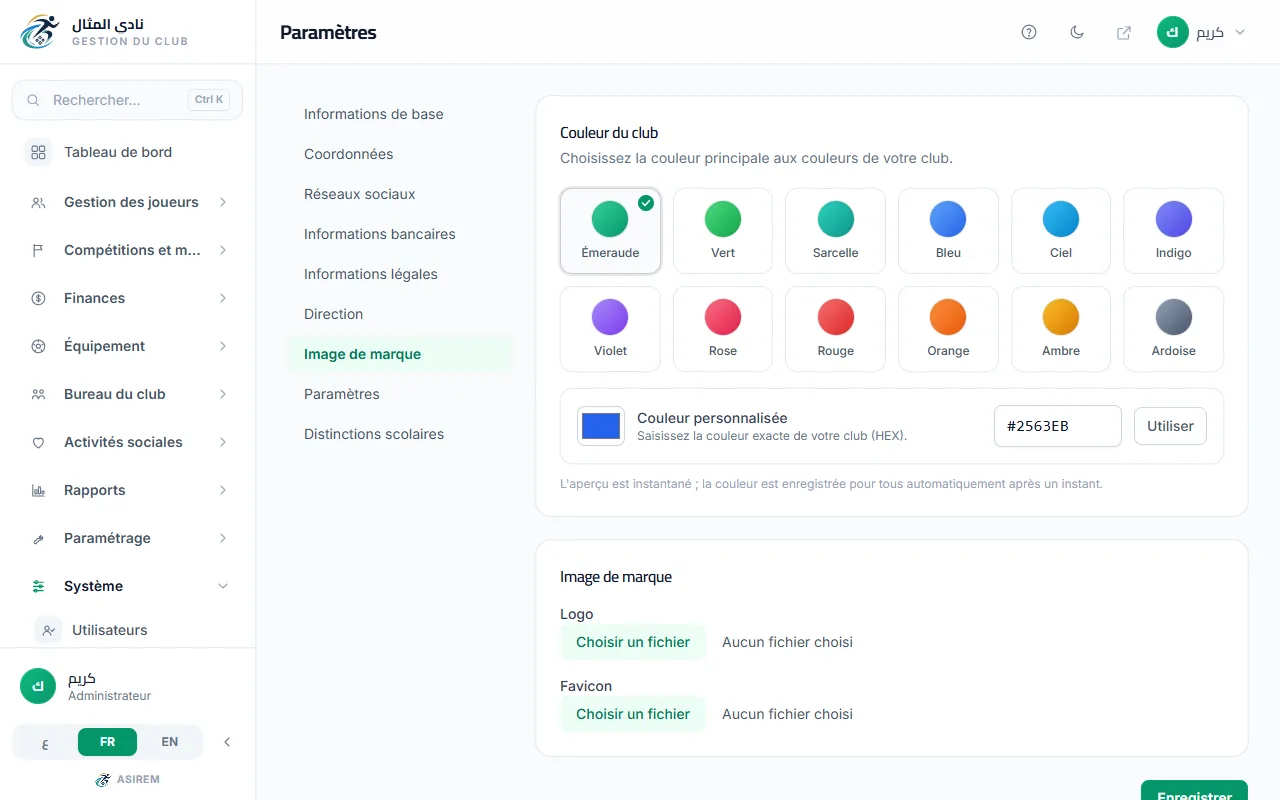 نادي المثال
GESTION DU CLUB
Rechercher...
Ctrl K
Tableau de bord
Gestion des joueurs
Compétitions et m...
Finances
Équipement
Bureau du club
Activités sociales
Rapports
Paramétrage
Système
Utilisateurs
ك
كريم
Administrateur
ع
FR
EN
ASIREM
Paramètres
ك
كريم
Informations de base
Coordonnées
Réseaux sociaux
Informations bancaires
Informations légales
Direction
Image de marque
Paramètres
Distinctions scolaires
Couleur du club
Choisissez la couleur principale aux couleurs de votre club.
Émeraude
Vert
Sarcelle
Bleu
Ciel
Indigo
Violet
Rose
Rouge
Orange
Ambre
Ardoise
Couleur personnalisée
Saisissez la couleur exacte de votre club (HEX).
#2563EB
Utiliser
L'aperçu est instantané ; la couleur est enregistrée pour tous automatiquement après un instant.
Image de marque
Logo
Choisir un fichier
Aucun fichier choisi
Favicon
Choisir un fichier
Aucun fichier choisi
Enregistrer